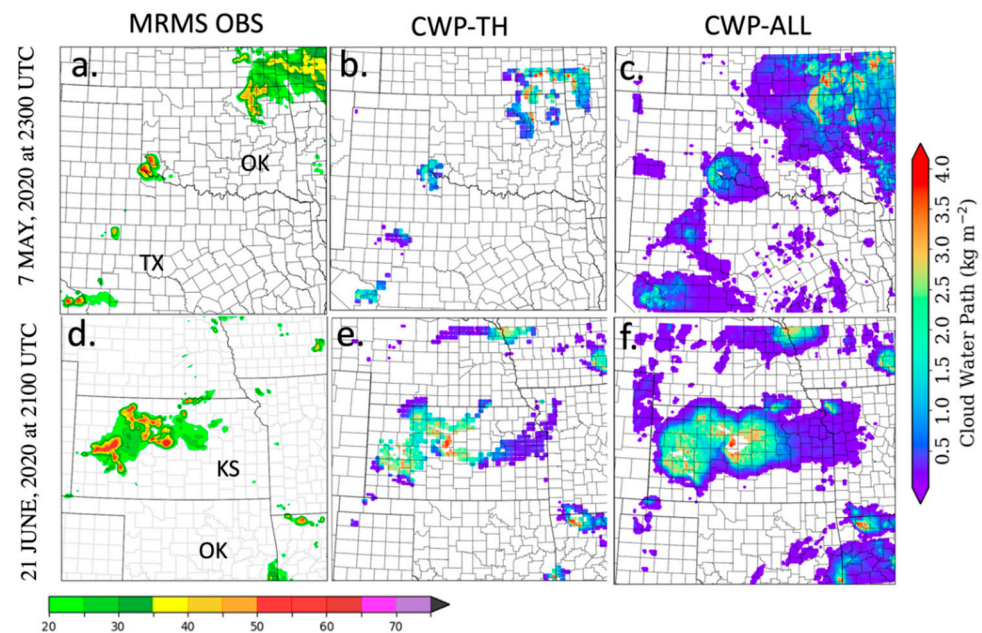 MRMS OBS CWP-TH CWP-ALL
7 MAY, 2020 at 2300 UTC
a. b. c.
OK
TX
4.0
3.5
3.0
2.5
2.0
1.5
1.0
0.5
Cloud Water Path (kg m⁻²)
21 JUNE, 2020 at 2100 UTC
d. e. f.
KS
OK
20 30 40 50 60 70